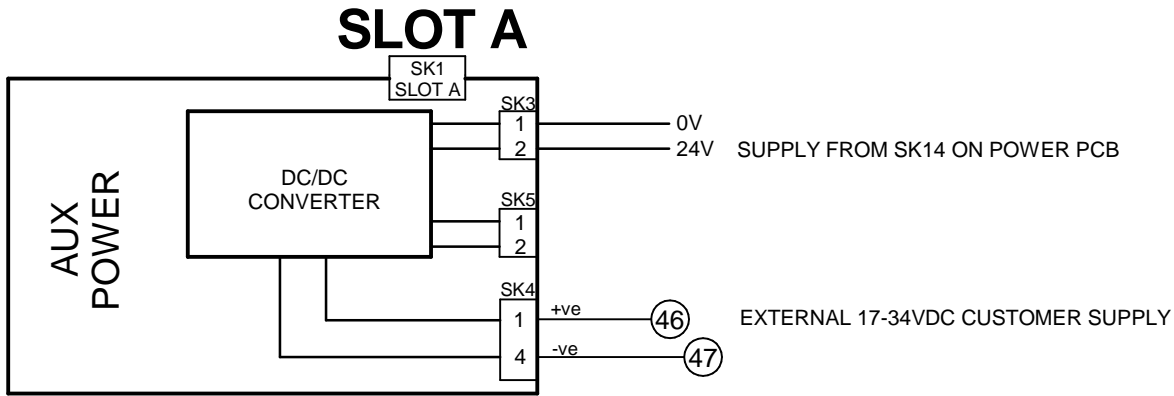 SLOT A
SK1
SLOT A
SK3
1
0V
2
24V
SUPPLY FROM SK14 ON POWER PCB
DC/DC
CONVERTER
AUX
POWER
SK5
1
2
SK4
1
+ve
46
EXTERNAL 17-34VDC CUSTOMER SUPPLY
4
-ve
47